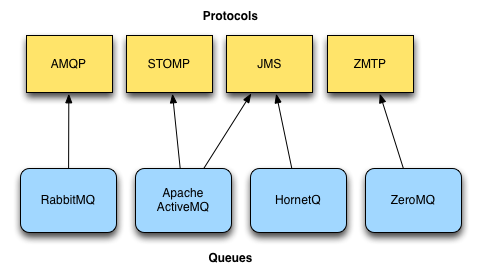 Protocols
AMQP
STOMP
JMS
ZMTP
RabbitMQ
Apache
ActiveMQ
HornetQ
ZeroMQ
Queues